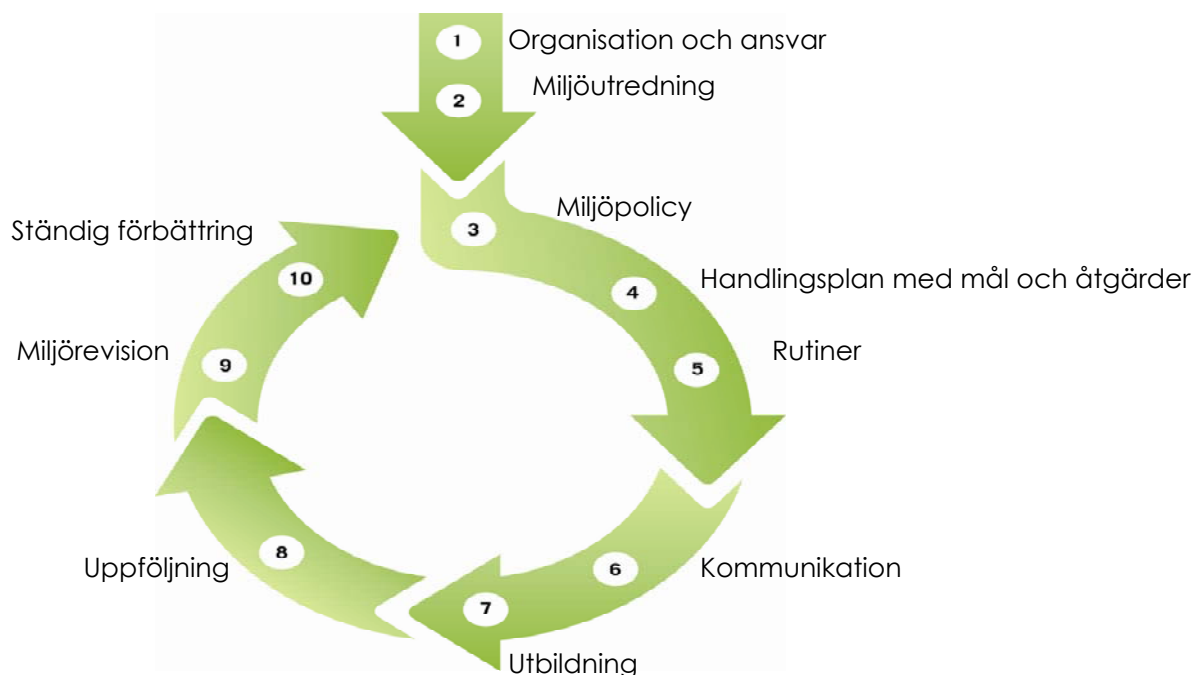 1 Organisation och ansvar
2 Miljöutredning
3 Miljöpolicy
4 Handlingsplan med mål och åtgärder
5 Rutiner
6 Kommunikation
7 Utbildning
8 Uppföljning
9 Miljörevision
10 Ständig förbättring